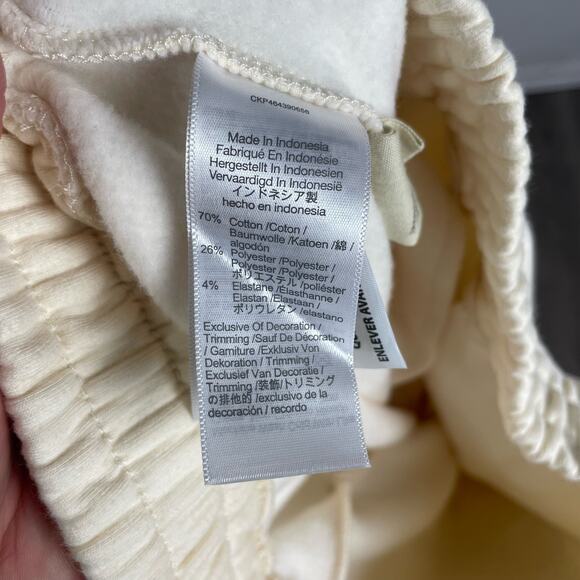 CKP464390658
Made In Indonesia
Fabriqué En Indonésie
Hergestellt In Indonesien
Vervaardigd In Indonesië
インドネシア製
hecho en indonesia
70% Cotton /Coton /
Baumwolle /Katoen /綿 /
algodón
26% Polyester /Polyester /
Polyester /Polyester /
ポリエステル /poliéster
4% Elastane /Élasthanne /
Elastan /Elastaan /
ポリウレタン /elastano
Exclusive Of Decoration /
Trimming /Sauf De Décoration
/ Garniture /Exklusiv Von
Dekoration / Trimming /
Exclusief Van Decoratie /
Trimming /装飾/トリミング
の排他的 /exclusivo de la
decoración / recordo
ENLEVER AVA